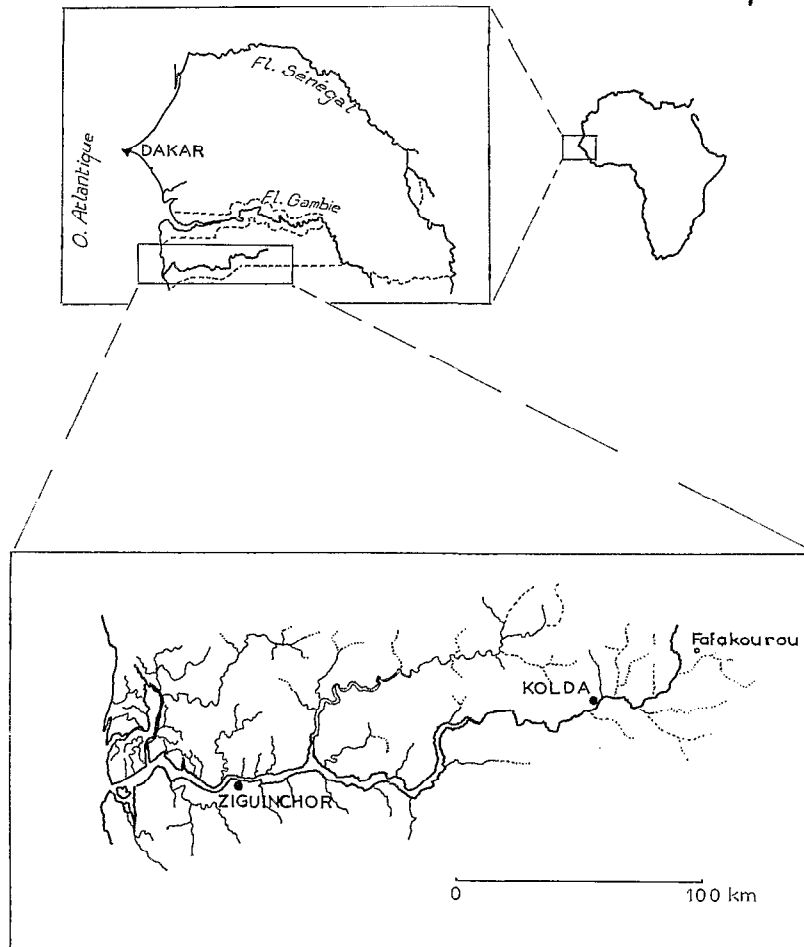 Fl. Sénégal
DAKAR
O. Atlantique
Fl. Gambie
Fafakourou
KOLDA
ZIGUINCHOR
0
100 km